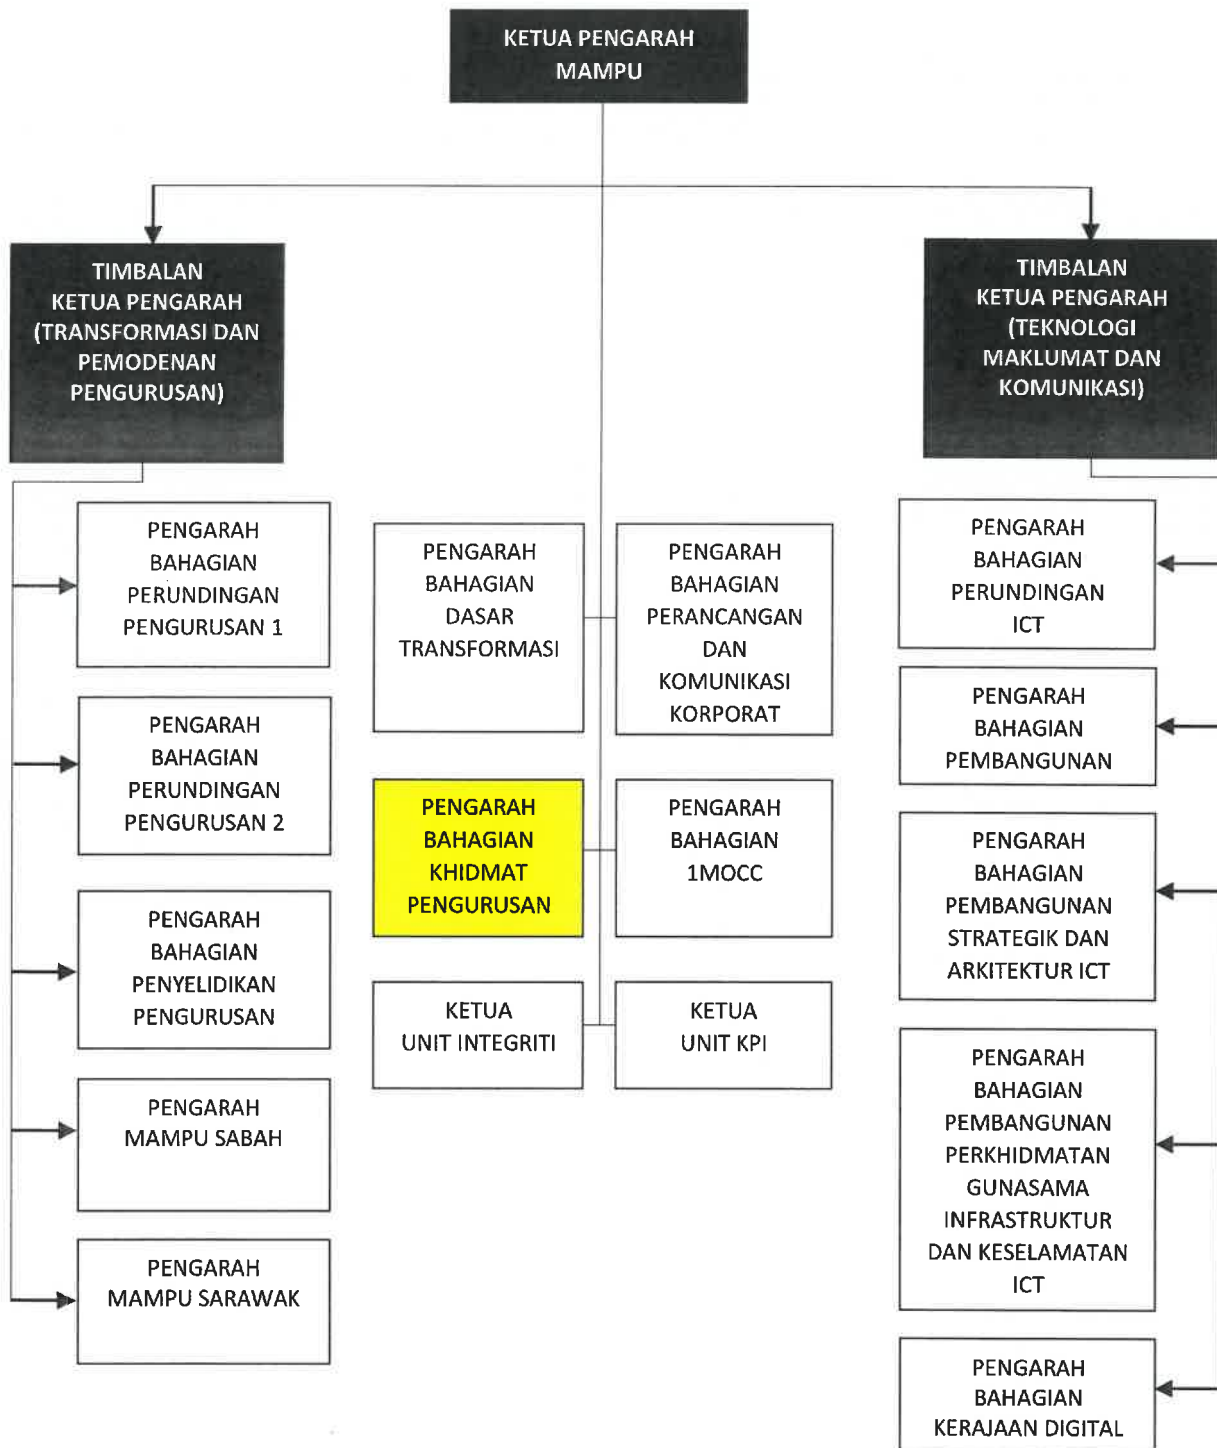 KETUA PENGARAH
MAMPU
TIMBALAN
KETUA PENGARAH
(TRANSFORMASI DAN
PEMODENAN
PENGURUSAN)
TIMBALAN
KETUA PENGARAH
(TEKNOLOGI
MAKLUMAT DAN
KOMUNIKASI)
PENGARAH
BAHAGIAN
PERUNDINGAN
PENGURUSAN 1
PENGARAH
BAHAGIAN
PERUNDINGAN
PENGURUSAN 2
PENGARAH
BAHAGIAN
PENYELIDIKAN
PENGURUSAN
PENGARAH
MAMPU SABAH
PENGARAH
MAMPU SARAWAK
PENGARAH
BAHAGIAN
DASAR
TRANSFORMASI
PENGARAH
BAHAGIAN
PERANCANGAN
DAN
KOMUNIKASI
KORPORAT
PENGARAH
BAHAGIAN
KHIDMAT
PENGURUSAN
PENGARAH
BAHAGIAN
1MOCC
KETUA
UNIT INTEGRITI
KETUA
UNIT KPI
PENGARAH
BAHAGIAN
PERUNDINGAN
ICT
PENGARAH
BAHAGIAN
PEMBANGUNAN
PENGARAH
BAHAGIAN
PEMBANGUNAN
STRATEGIK DAN
ARKITEKTUR ICT
PENGARAH
BAHAGIAN
PEMBANGUNAN
PERKHIDMATAN
GUNASAMA
INFRASTRUKTUR
DAN KESELAMATAN
ICT
PENGARAH
BAHAGIAN
KERAJAAN DIGITAL